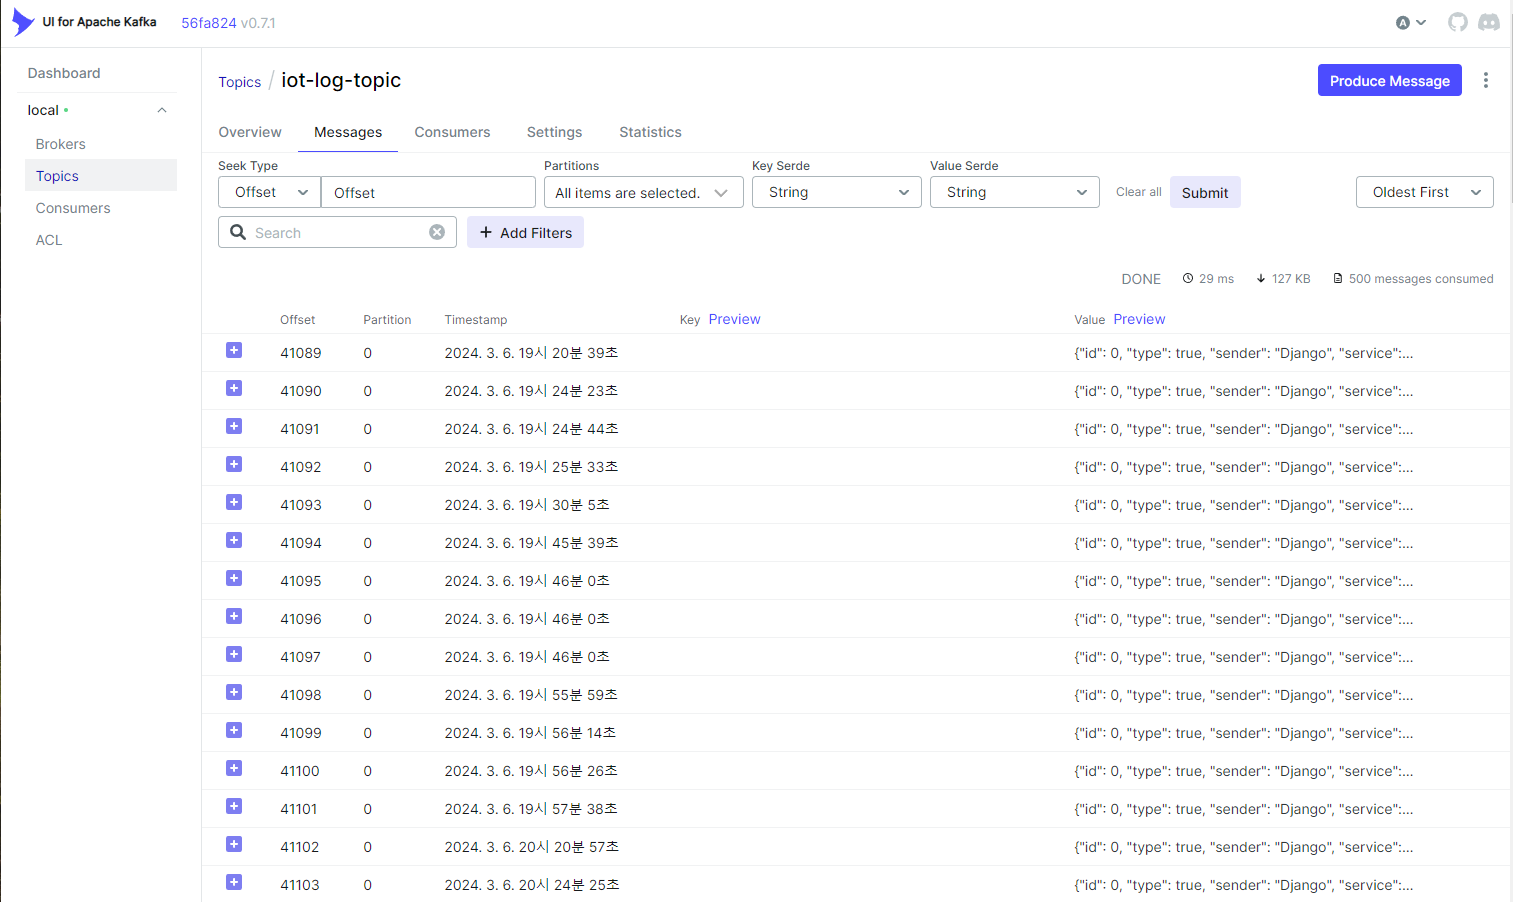 UI for Apache Kafka 56fa824 v0.7.1 A
Dashboard
local
Brokers
Topics
Consumers
ACL
Topics / iot-log-topic
Produce Message
Overview Messages Consumers Settings Statistics
Seek Type Partitions Key Serde Value Serde
Offset Offset All items are selected. String String Clear all Submit Oldest First
Search + Add Filters
DONE 29 ms 127 KB 500 messages consumed
Offset Partition Timestamp Key Preview Value Preview
41089 0 2024. 3. 6. 19시 20분 39초 {"id": 0, "type": true, "sender": "Django", "service":...
41090 0 2024. 3. 6. 19시 24분 23초 {"id": 0, "type": true, "sender": "Django", "service":...
41091 0 2024. 3. 6. 19시 24분 44초 {"id": 0, "type": true, "sender": "Django", "service":...
41092 0 2024. 3. 6. 19시 25분 33초 {"id": 0, "type": true, "sender": "Django", "service":...
41093 0 2024. 3. 6. 19시 30분 5초 {"id": 0, "type": true, "sender": "Django", "service":...
41094 0 2024. 3. 6. 19시 45분 39초 {"id": 0, "type": true, "sender": "Django", "service":...
41095 0 2024. 3. 6. 19시 46분 0초 {"id": 0, "type": true, "sender": "Django", "service":...
41096 0 2024. 3. 6. 19시 46분 0초 {"id": 0, "type": true, "sender": "Django", "service":...
41097 0 2024. 3. 6. 19시 46분 0초 {"id": 0, "type": true, "sender": "Django", "service":...
41098 0 2024. 3. 6. 19시 55분 59초 {"id": 0, "type": true, "sender": "Django", "service":...
41099 0 2024. 3. 6. 19시 56분 14초 {"id": 0, "type": true, "sender": "Django", "service":...
41100 0 2024. 3. 6. 19시 56분 26초 {"id": 0, "type": true, "sender": "Django", "service":...
41101 0 2024. 3. 6. 19시 57분 38초 {"id": 0, "type": true, "sender": "Django", "service":...
41102 0 2024. 3. 6. 20시 20분 57초 {"id": 0, "type": true, "sender": "Django", "service":...
41103 0 2024. 3. 6. 20시 24분 25초 {"id": 0, "type": true, "sender": "Django", "service":...